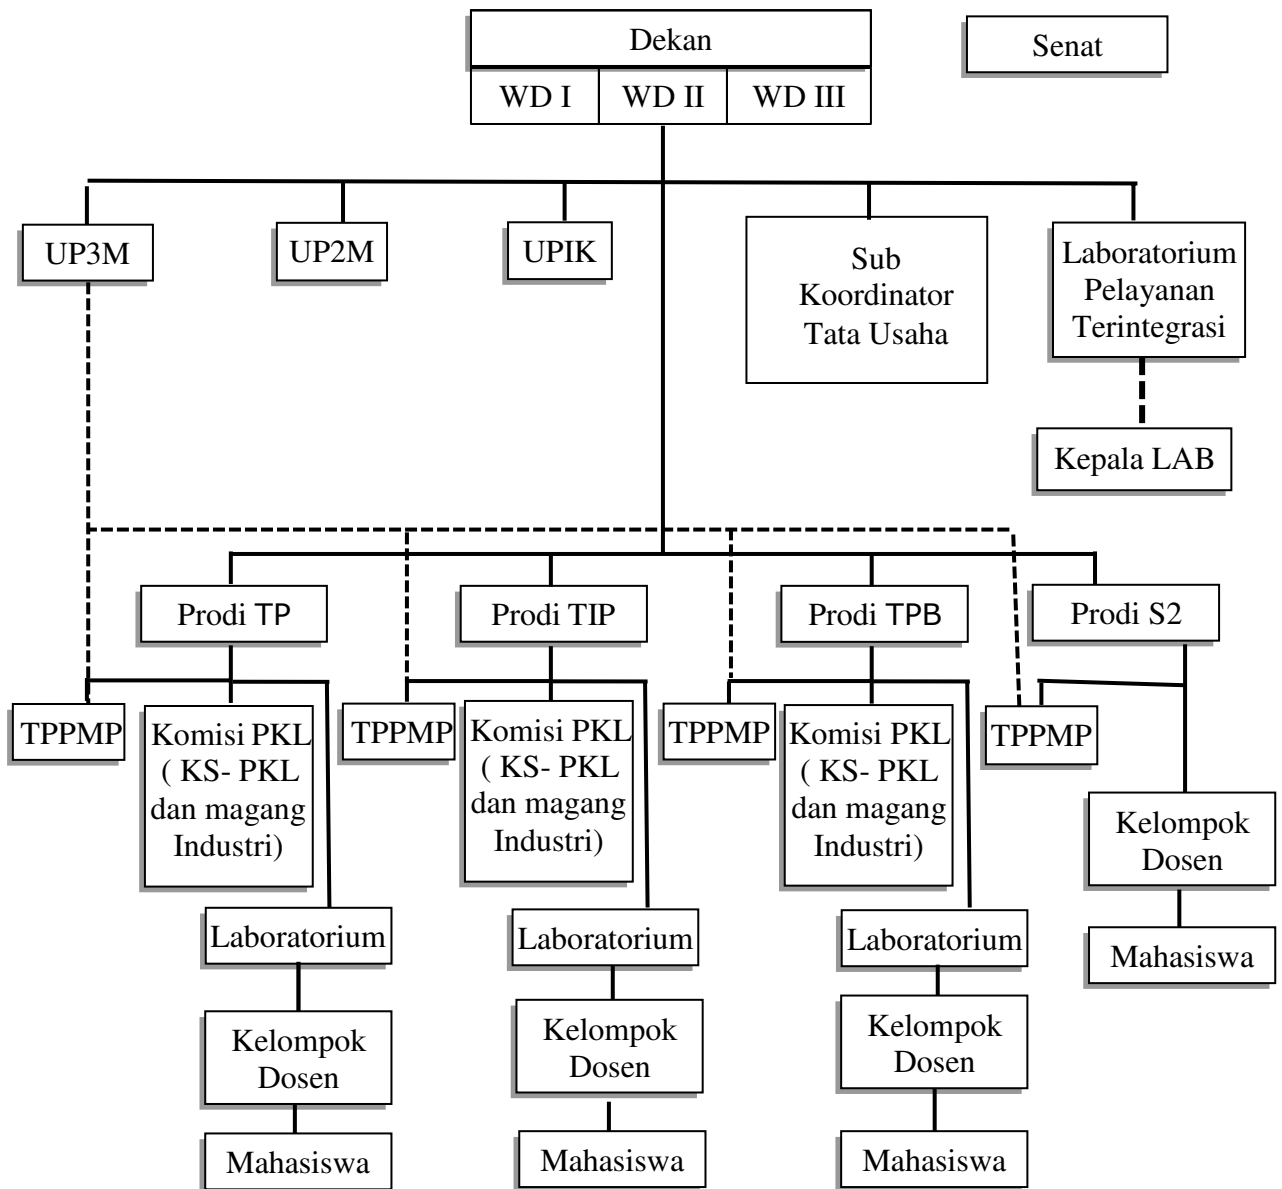 Dekan
Senat
WD I
WD II
WD III
UP3M
UP2M
UPIK
Sub
Koordinator
Tata Usaha
Laboratorium
Pelayanan
Terintegrasi
Kepala LAB
Prodi TP
Prodi TIP
Prodi TPB
Prodi S2
TPPMP
Komisi PKL
( KS- PKL
dan magang
Industri)
TPPMP
Komisi PKL
( KS- PKL
dan magang
Industri)
TPPMP
Komisi PKL
( KS- PKL
dan magang
Industri)
TPPMP
Kelompok
Dosen
Mahasiswa
Laboratorium
Laboratorium
Laboratorium
Kelompok
Dosen
Kelompok
Dosen
Kelompok
Dosen
Mahasiswa
Mahasiswa
Mahasiswa